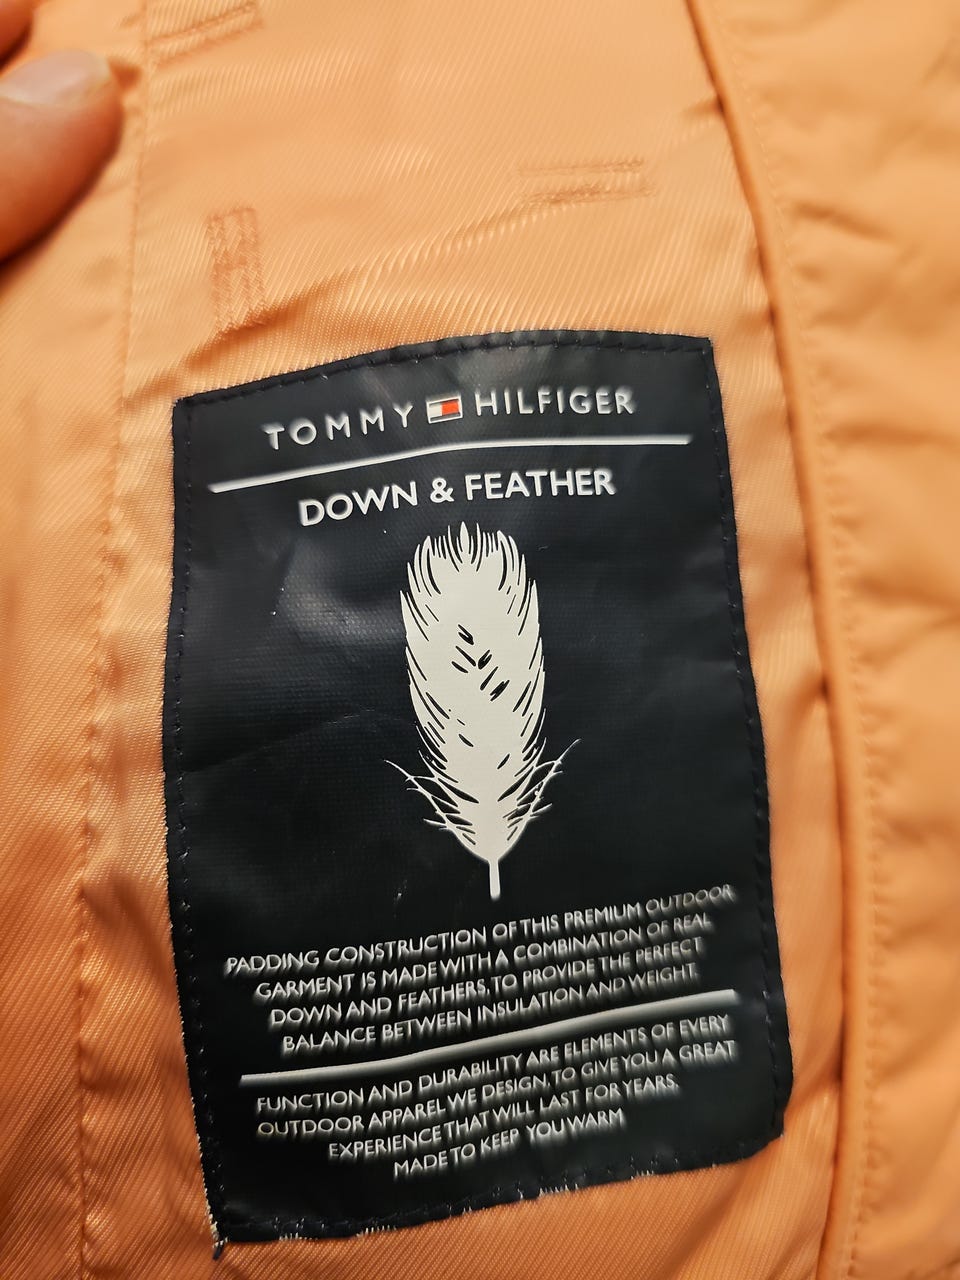 TOMMY HILFIGER
DOWN & FEATHER
PADDING CONSTRUCTION OF THIS PREMIUM OUTDOOR
GARMENT IS MADE WITH A COMBINATION OF REAL
DOWN AND FEATHERS, TO PROVIDE THE PERFECT
BALANCE BETWEEN INSULATION AND WEIGHT.
FUNCTION AND DURABILITY ARE ELEMENTS OF EVERY
OUTDOOR APPAREL WE DESIGN, TO GIVE YOU A GREAT
EXPERIENCE THAT WILL LAST FOR YEARS.
MADE TO KEEP YOU WARM